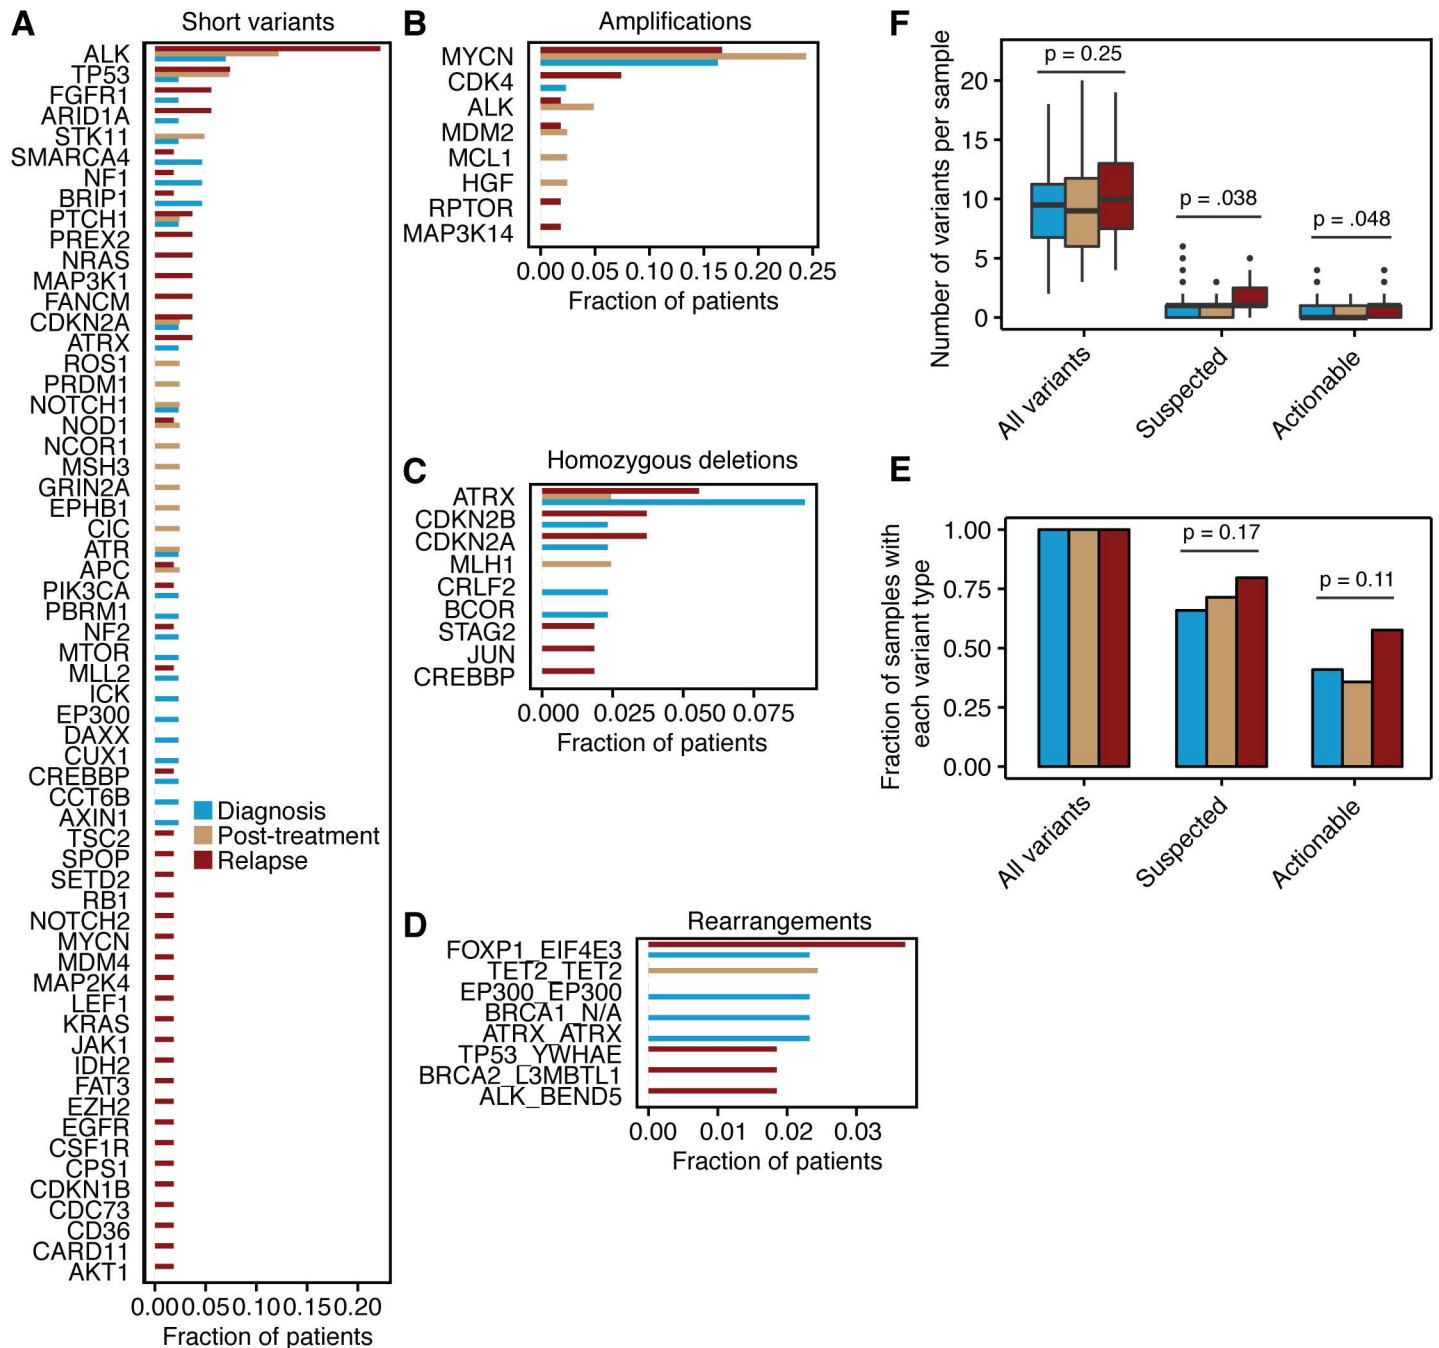 A
Short variants
ALK
TP53
FGFR1
ARID1A
STK11
SMARCA4
NF1
BRIP1
PTCH1
PREX2
NRAS
MAP3K1
FANCM
CDKN2A
ATRX
ROS1
PRDM1
NOTCH1
NOD1
NCOR1
MSH3
GRIN2A
EPHB1
CIC
ATR
APC
PIK3CA
PBRM1
NF2
MTOR
MLL2
ICK
EP300
DAXX
CUX1
CREBBP
CCT6B
AXIN1
TSC2
SPOP
SETD2
RB1
NOTCH2
MYCN
MDM4
MAP2K4
LEF1
KRAS
JAK1
IDH2
FAT3
EZH2
EGFR
CSF1R
CPS1
CDKN1B
CDC73
CD36
CARD11
AKT1
Diagnosis
Post-treatment
Relapse
0.00 0.05 0.10 0.15 0.20
Fraction of patients
B
Amplifications
MYCN
CDK4
ALK
MDM2
MCL1
HGF
RPTOR
MAP3K14
0.00 0.05 0.10 0.15 0.20 0.25
Fraction of patients
C
Homozygous deletions
ATRX
CDKN2B
CDKN2A
MLH1
CRLF2
BCOR
STAG2
JUN
CREBBP
0.000 0.025 0.050 0.075
Fraction of patients
D
Rearrangements
FOXP1_EIF4E3
TET2_TET2
EP300_EP300
BRCA1_N/A
ATRX_ATRX
TP53_YWHAE
BRCA2_L3MBTL1
ALK_BEND5
0.00 0.01 0.02 0.03
Fraction of patients
F
Number of variants per sample
20
15
10
5
0
p = 0.25
p = .038
p = .048
All variants
Suspected
Actionable
E
Fraction of samples with
each variant type
1.00
0.75
0.50
0.25
0.00
p = 0.17
p = 0.11
All variants
Suspected
Actionable